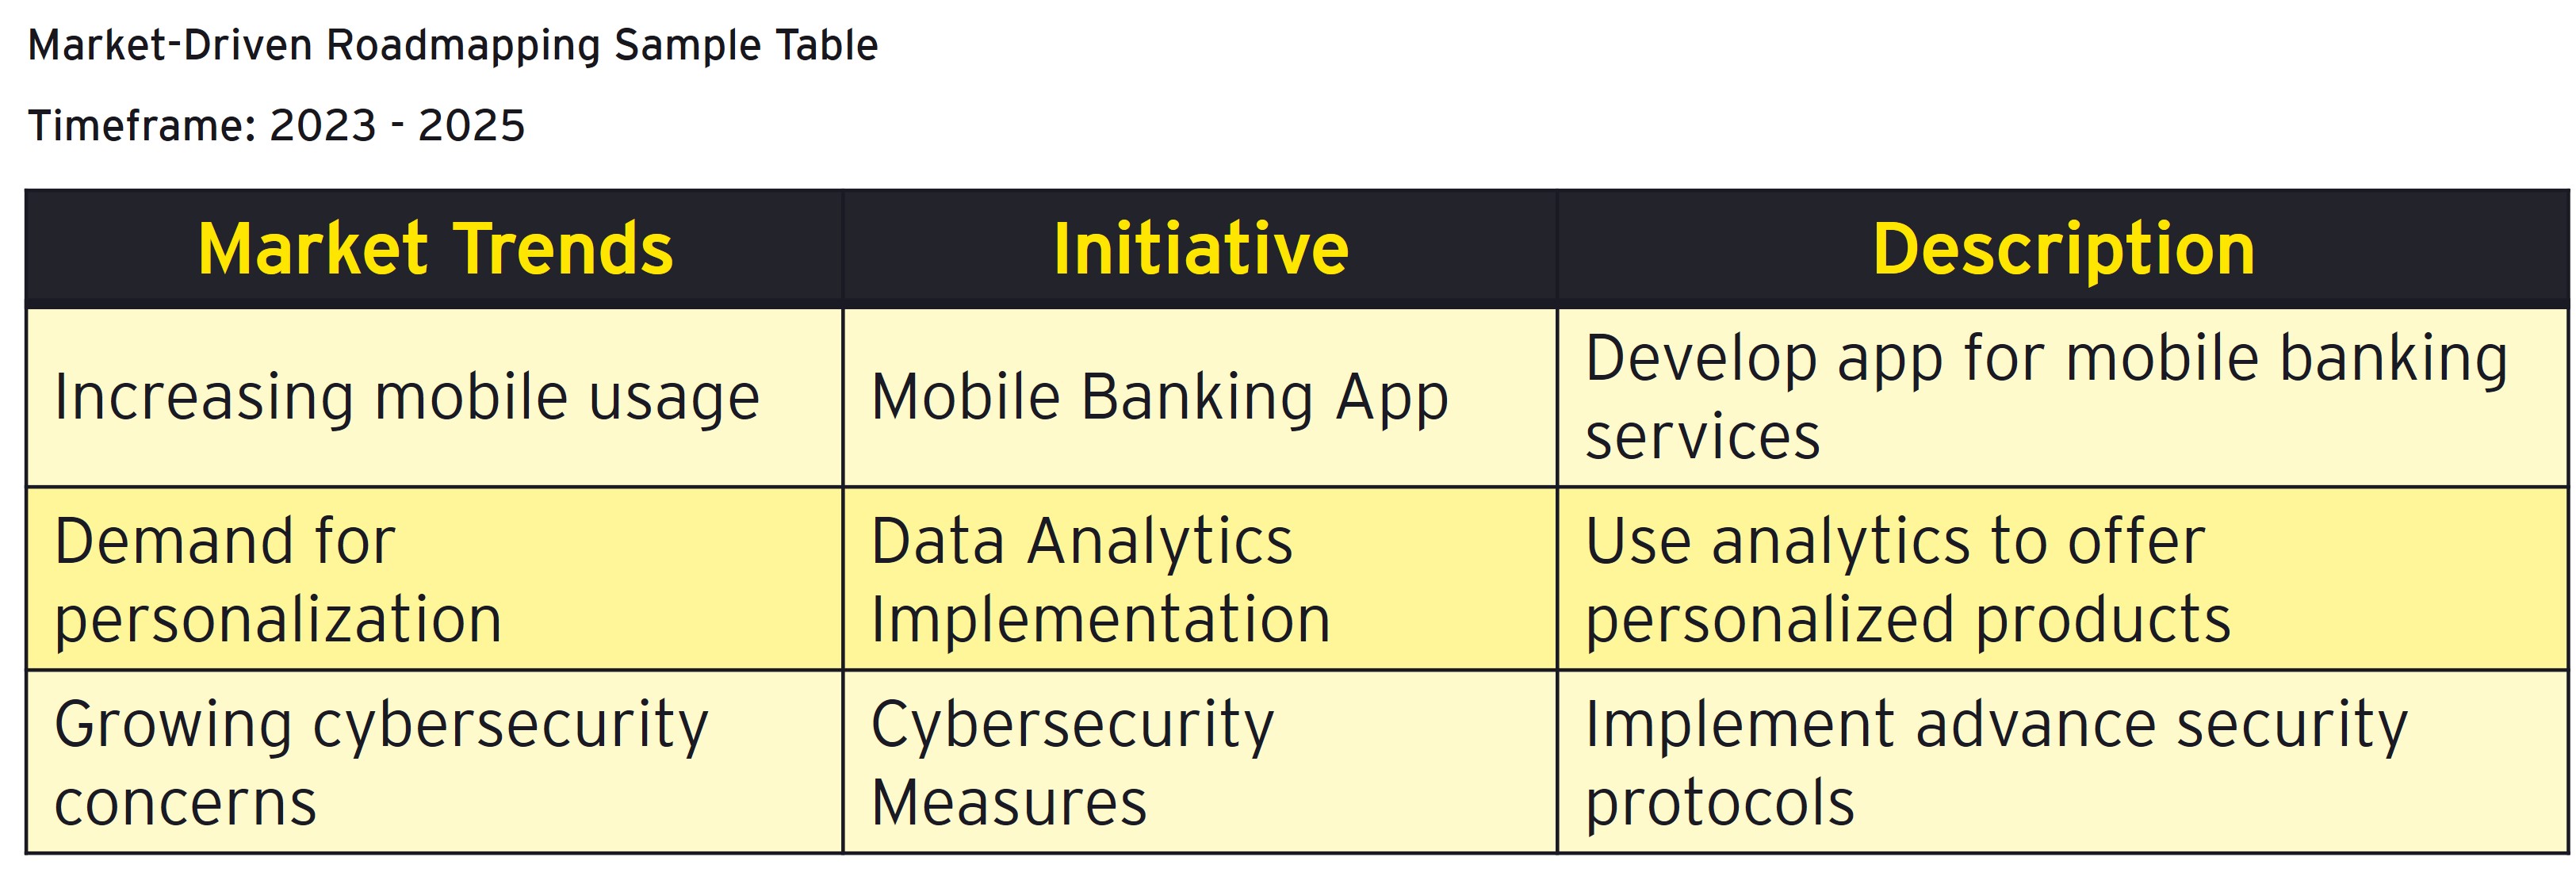 Market-Driven Roadmapping Sample Table
Timeframe: 2023 - 2025
Market Trends
Initiative
Description
Increasing mobile usage
Mobile Banking App
Develop app for mobile banking
services
Demand for
personalization
Data Analytics
Implementation
Use analytics to offer
personalized products
Growing cybersecurity
concerns
Cybersecurity
Measures
Implement advance security
protocols